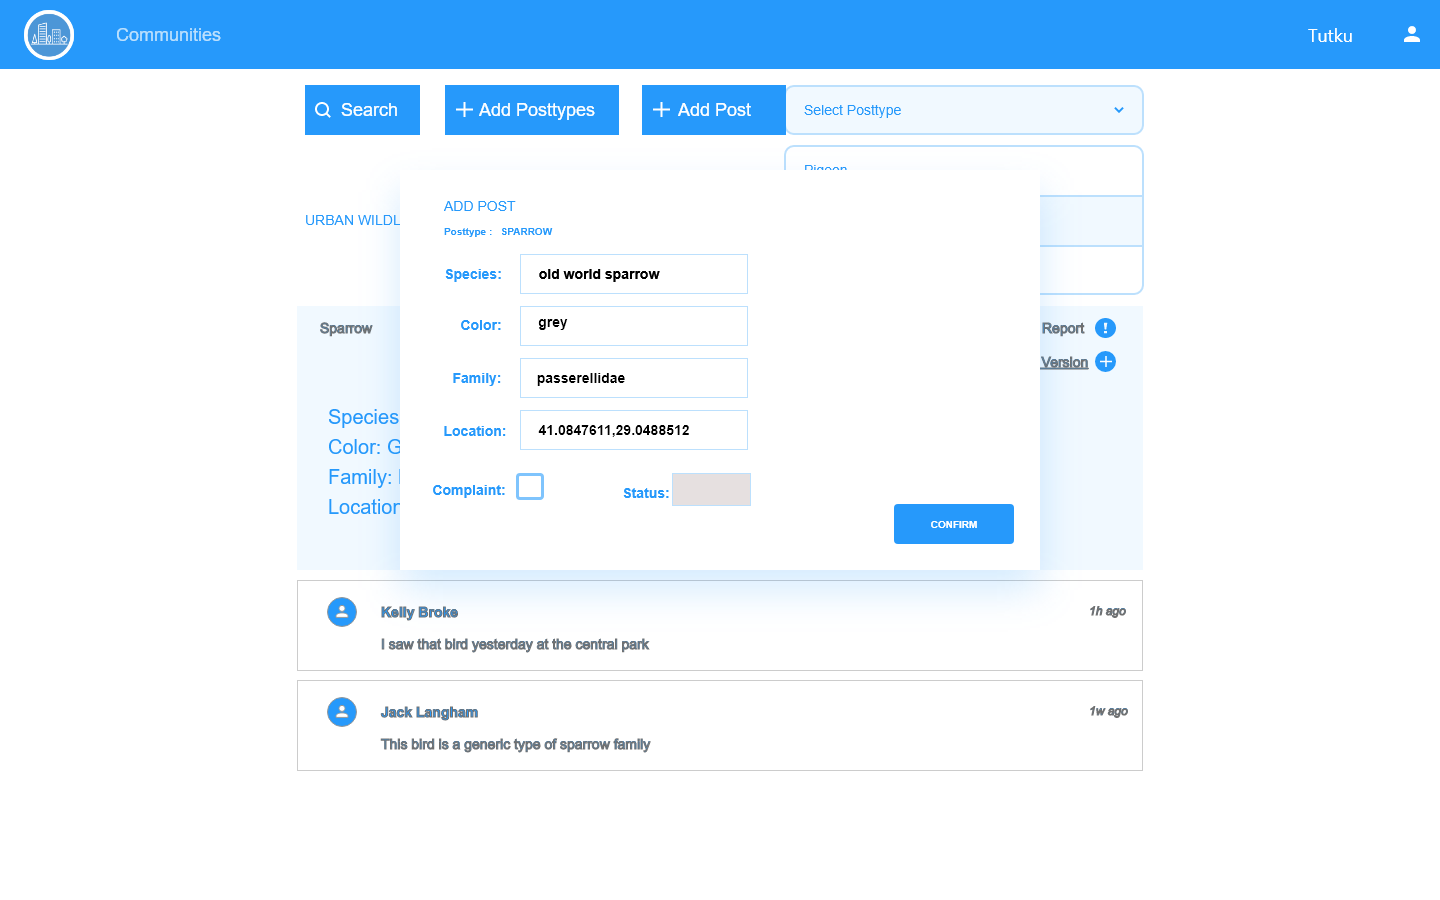 Communities
Tutku
Search
Add Posttypes
Add Post
Select Posttype
Pigeon
URBAN WILDL
ADD POST
Posttype : SPARROW
Species: old world sparrow
Color: grey
Family: passerellidae
Location: 41.0847611,29.0488512
Complaint:
Status:
CONFIRM
Sparrow
Report
Version
Species
Color: G
Family:
Location
Kelly Broke
1h ago
I saw that bird yesterday at the central park
Jack Langham
1w ago
This bird is a generic type of sparrow family